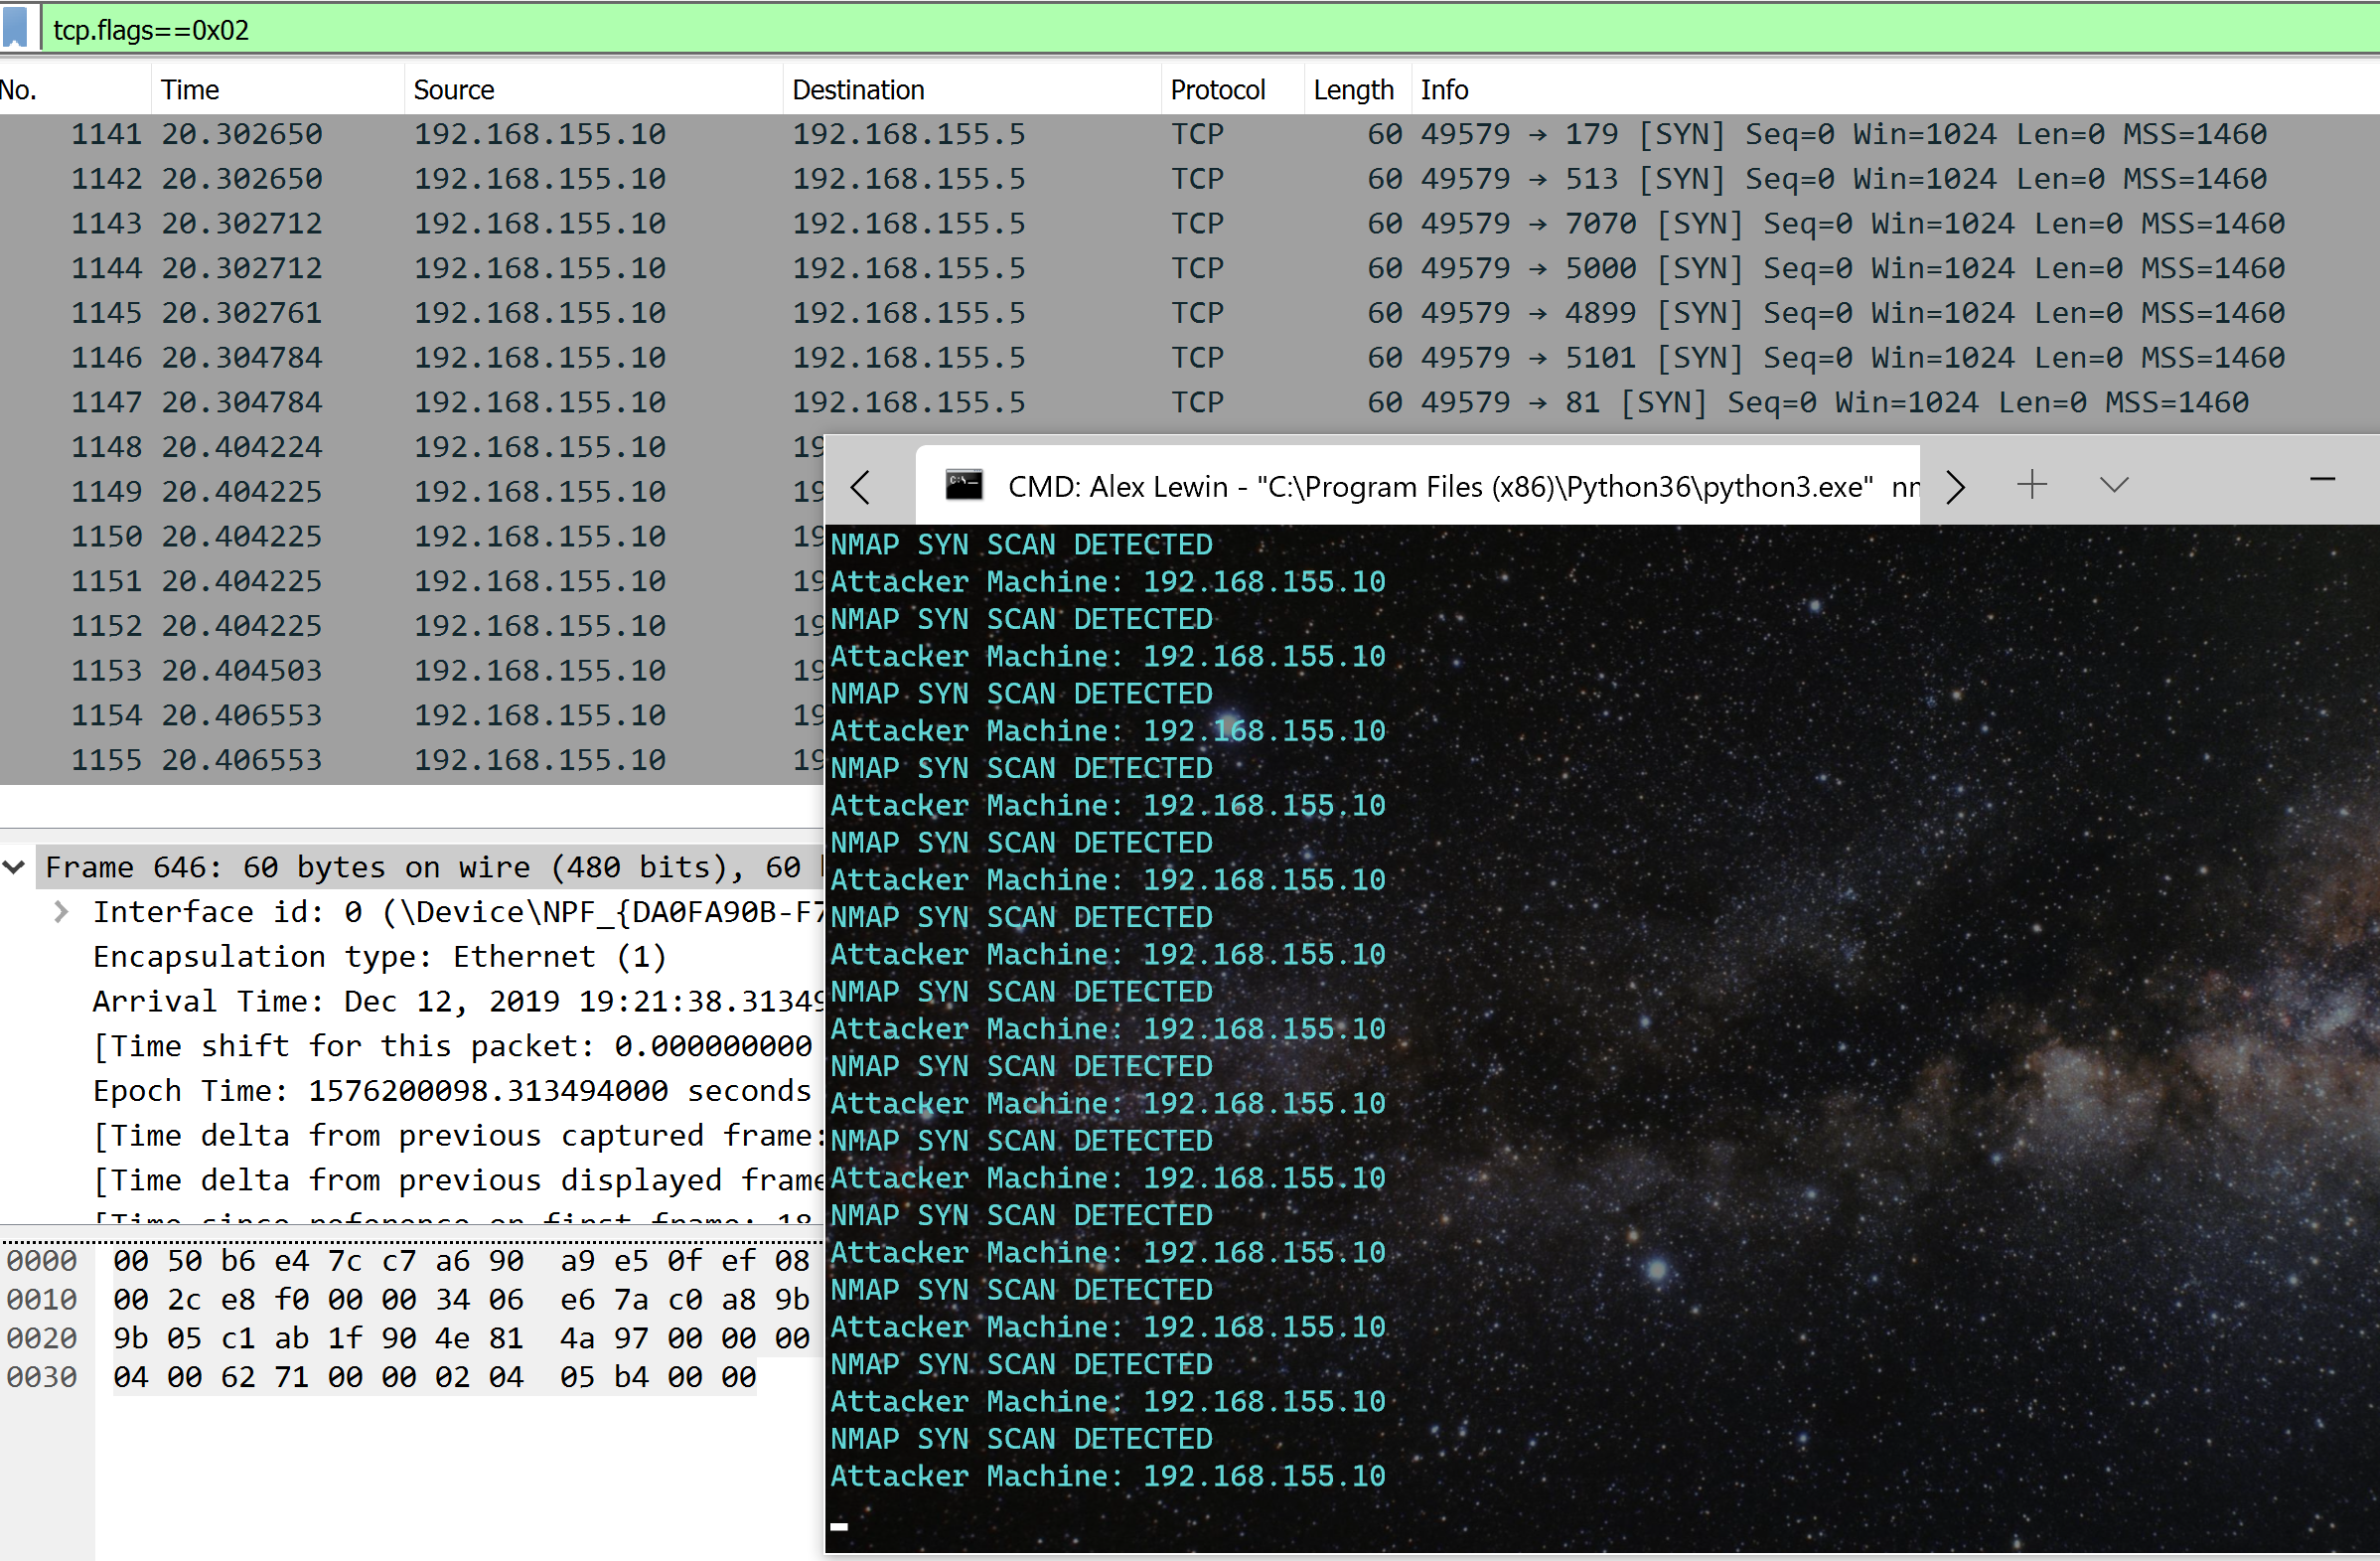 tcp.flags==0x02
No. Time Source Destination Protocol Length Info
1141 20.302650 192.168.155.10 192.168.155.5 TCP 60 49579 → 179 [SYN] Seq=0 Win=1024 Len=0 MSS=1460
1142 20.302650 192.168.155.10 192.168.155.5 TCP 60 49579 → 513 [SYN] Seq=0 Win=1024 Len=0 MSS=1460
1143 20.302712 192.168.155.10 192.168.155.5 TCP 60 49579 → 7070 [SYN] Seq=0 Win=1024 Len=0 MSS=1460
1144 20.302712 192.168.155.10 192.168.155.5 TCP 60 49579 → 5000 [SYN] Seq=0 Win=1024 Len=0 MSS=1460
1145 20.302761 192.168.155.10 192.168.155.5 TCP 60 49579 → 4899 [SYN] Seq=0 Win=1024 Len=0 MSS=1460
1146 20.304784 192.168.155.10 192.168.155.5 TCP 60 49579 → 5101 [SYN] Seq=0 Win=1024 Len=0 MSS=1460
1147 20.304784 192.168.155.10 192.168.155.5 TCP 60 49579 → 81 [SYN] Seq=0 Win=1024 Len=0 MSS=1460
1148 20.404224 192.168.155.10 19
1149 20.404225 192.168.155.10 19
1150 20.404225 192.168.155.10 19
1151 20.404225 192.168.155.10 19
1152 20.404225 192.168.155.10 19
1153 20.404503 192.168.155.10 19
1154 20.406553 192.168.155.10 19
1155 20.406553 192.168.155.10 19
Frame 646: 60 bytes on wire (480 bits), 60
Interface id: 0 (\Device\NPF_{DA0FA90B-F7
Encapsulation type: Ethernet (1)
Arrival Time: Dec 12, 2019 19:21:38.31349
[Time shift for this packet: 0.000000000
Epoch Time: 1576200098.313494000 seconds
[Time delta from previous captured frame:
[Time delta from previous displayed frame
[Time since reference or first frame: 18
0000 00 50 b6 e4 7c c7 a6 90 a9 e5 0f ef 08
0010 00 2c e8 f0 00 00 34 06 e6 7a c0 a8 9b
0020 9b 05 c1 ab 1f 90 4e 81 4a 97 00 00 00
0030 04 00 62 71 00 00 02 04 05 b4 00 00
CMD: Alex Lewin - "C:\Program Files (x86)\Python36\python3.exe" nm
NMAP SYN SCAN DETECTED
Attacker Machine: 192.168.155.10
NMAP SYN SCAN DETECTED
Attacker Machine: 192.168.155.10
NMAP SYN SCAN DETECTED
Attacker Machine: 192.168.155.10
NMAP SYN SCAN DETECTED
Attacker Machine: 192.168.155.10
NMAP SYN SCAN DETECTED
Attacker Machine: 192.168.155.10
NMAP SYN SCAN DETECTED
Attacker Machine: 192.168.155.10
NMAP SYN SCAN DETECTED
Attacker Machine: 192.168.155.10
NMAP SYN SCAN DETECTED
Attacker Machine: 192.168.155.10
NMAP SYN SCAN DETECTED
Attacker Machine: 192.168.155.10
NMAP SYN SCAN DETECTED
Attacker Machine: 192.168.155.10
NMAP SYN SCAN DETECTED
Attacker Machine: 192.168.155.10
NMAP SYN SCAN DETECTED
Attacker Machine: 192.168.155.10
NMAP SYN SCAN DETECTED
Attacker Machine: 192.168.155.10